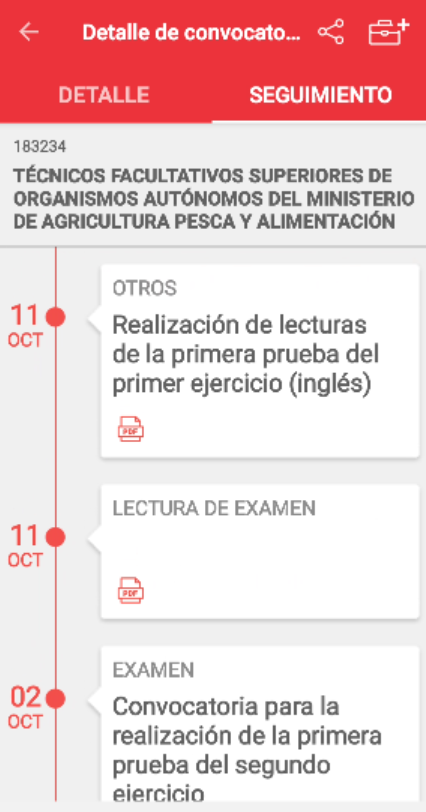 Detalle de convocato...
DETALLE
SEGUIMIENTO
183234
TÉCNICOS FACULTATIVOS SUPERIORES DE
ORGANISMOS AUTÓNOMOS DEL MINISTERIO
DE AGRICULTURA PESCA Y ALIMENTACIÓN
11
OCT
OTROS
Realización de lecturas
de la primera prueba del
primer ejercicio (inglés)
PDF
11
OCT
LECTURA DE EXAMEN
PDF
02
OCT
EXAMEN
Convocatoria para la
realización de la primera
prueba del segundo
ejercicio